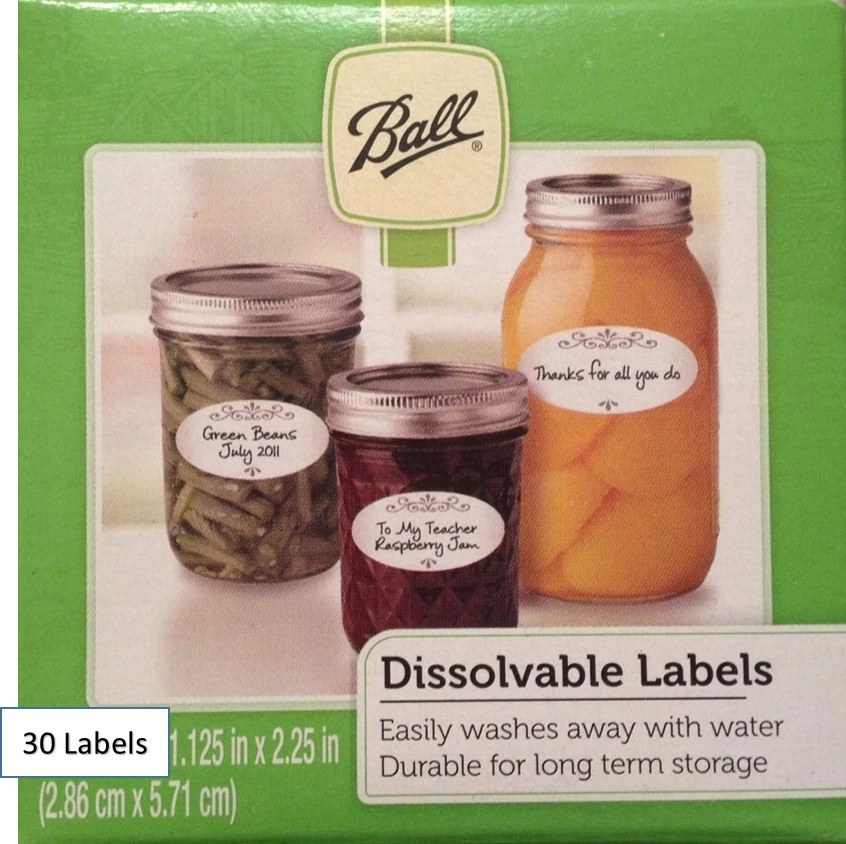 Ball®
Thanks for all you do
Green Beans
July 2011
To My Teacher
Raspberry Jam
Dissolvable Labels
Easily washes away with water
Durable for long term storage
30 Labels
1.125 in x 2.25 in
(2.86 cm x 5.71 cm)